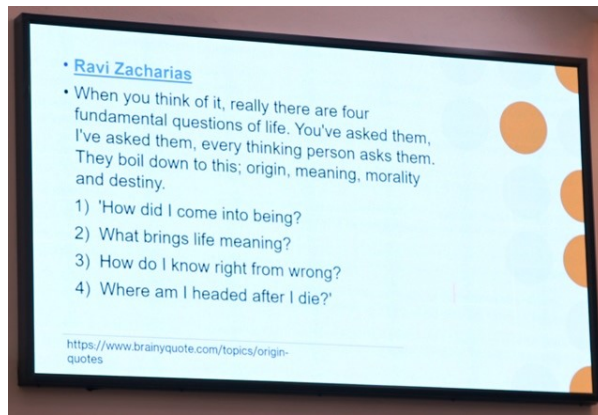 • Ravi Zacharias
• When you think of it, really there are four
fundamental questions of life. You've asked them,
I've asked them, every thinking person asks them.
They boil down to this; origin, meaning, morality
and destiny.
1) 'How did I come into being?
2) What brings life meaning?
3) How do I know right from wrong?
4) Where am I headed after I die?'
https://www.brainyquote.com/topics/origin-
quotes